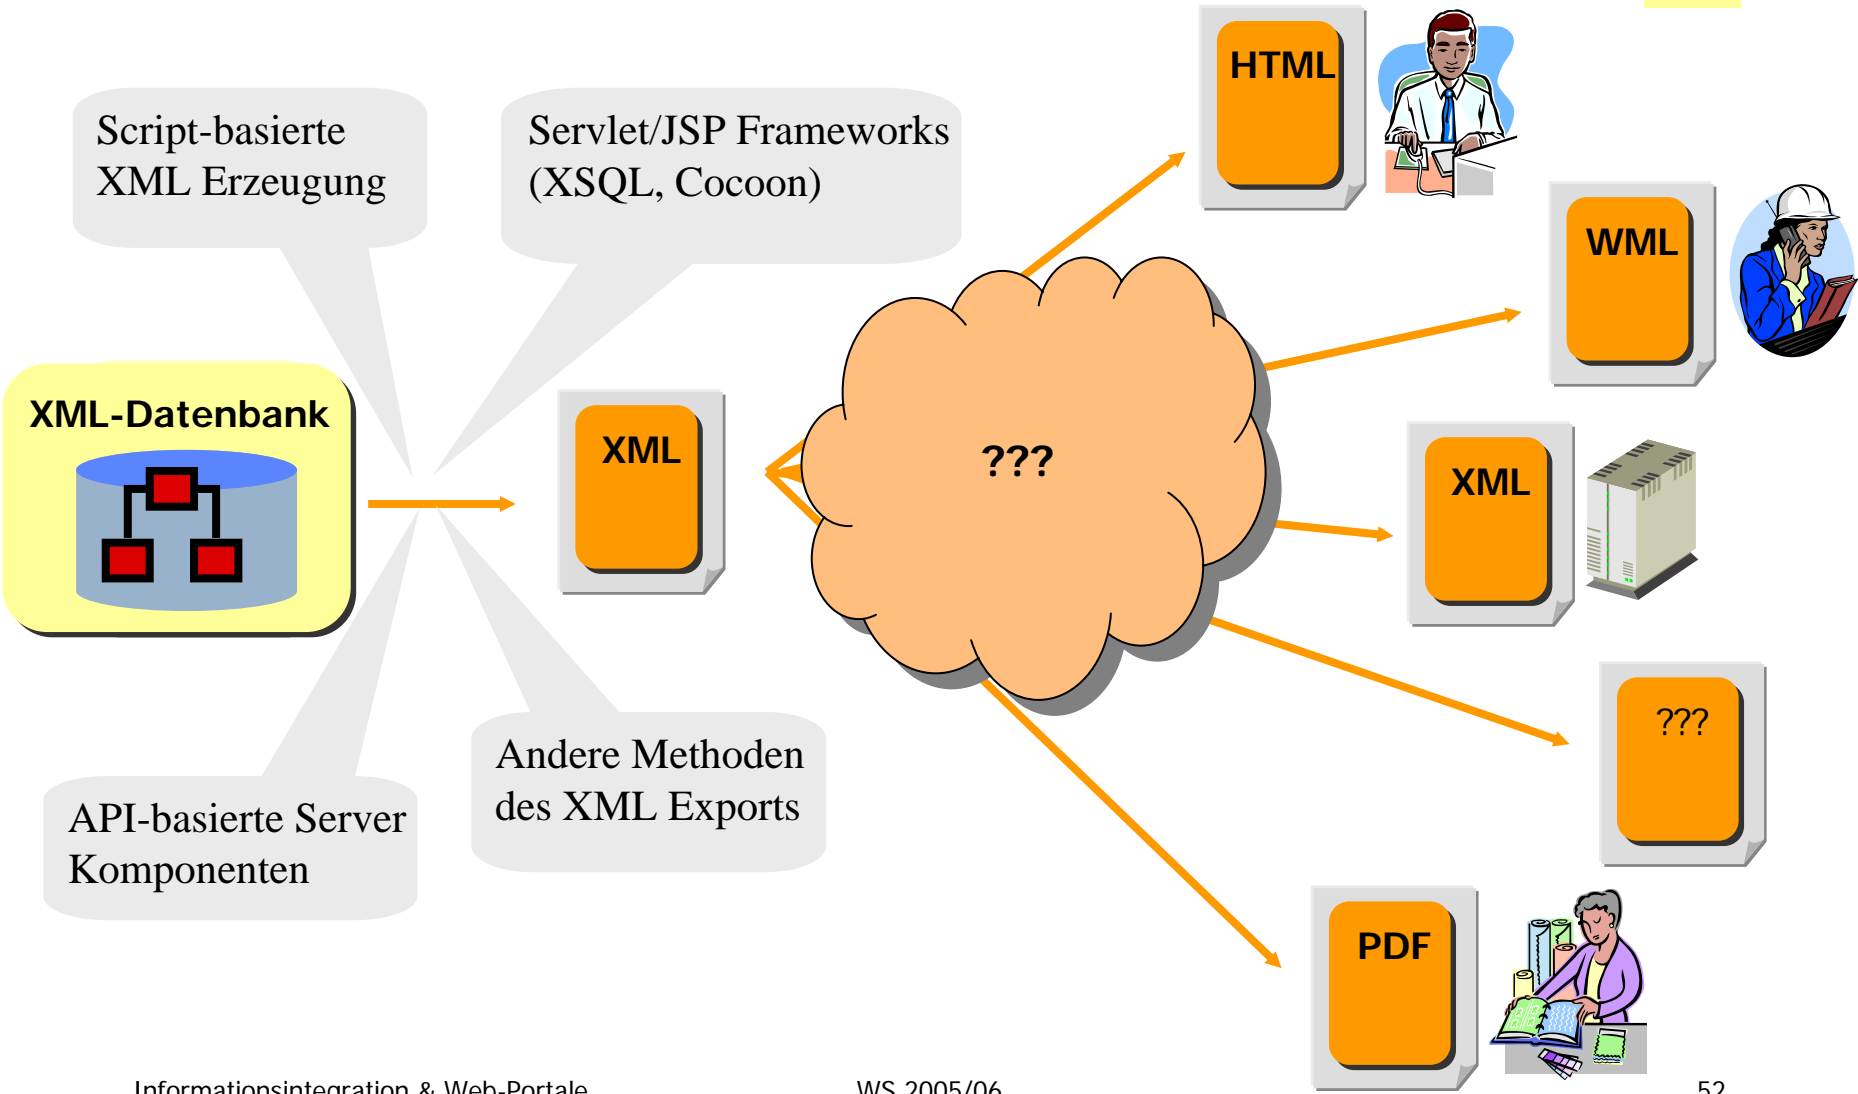 HTML
Script-basierte
XML Erzeugung
Servlet/JSP Frameworks
(XSQL, Cocoon)
WML
XML-Datenbank
XML
???
XML
???
Andere Methoden
des XML Exports
API-basierte Server
Komponenten
PDF
Informationsintegration & Web-Portale
WS 2005/06
52